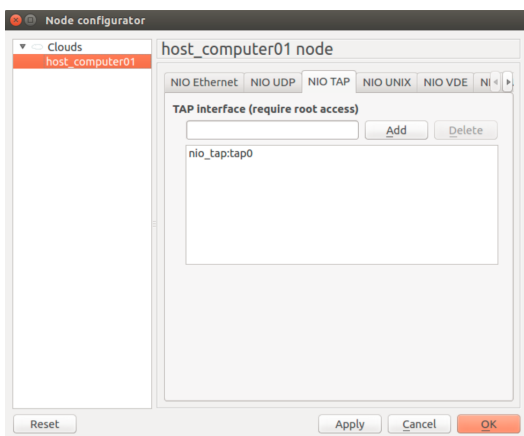 Node configurator
Clouds
host_computer01
host_computer01 node
NIO Ethernet NIO UDP NIO TAP NIO UNIX NIO VDE
TAP interface (require root access)
Add Delete
nio_tap:tap0
Reset Apply Cancel OK